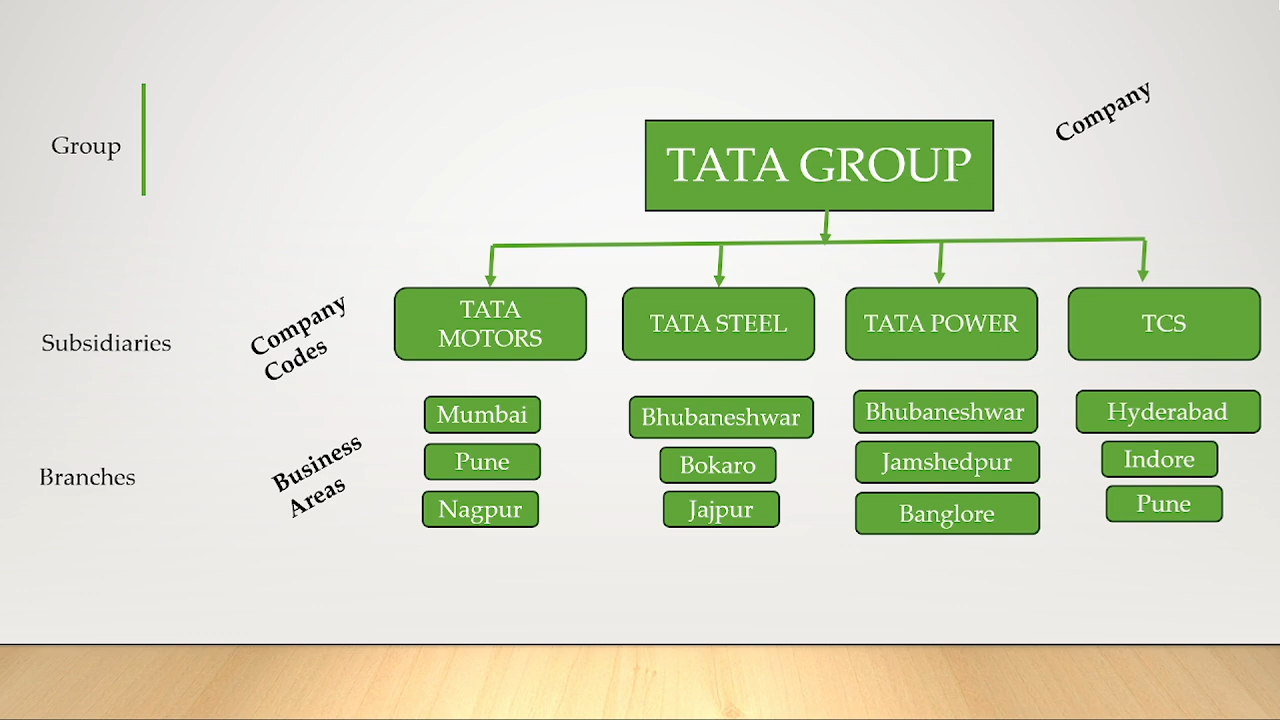 Company
Group
TATA GROUP
Subsidiaries
Company
Codes
TATA
MOTORS
TATA STEEL
TATA POWER
TCS
Branches
Business
Areas
Mumbai
Pune
Nagpur
Bhubaneshwar
Bokaro
Jajpur
Bhubaneshwar
Jamshedpur
Banglore
Hyderabad
Indore
Pune